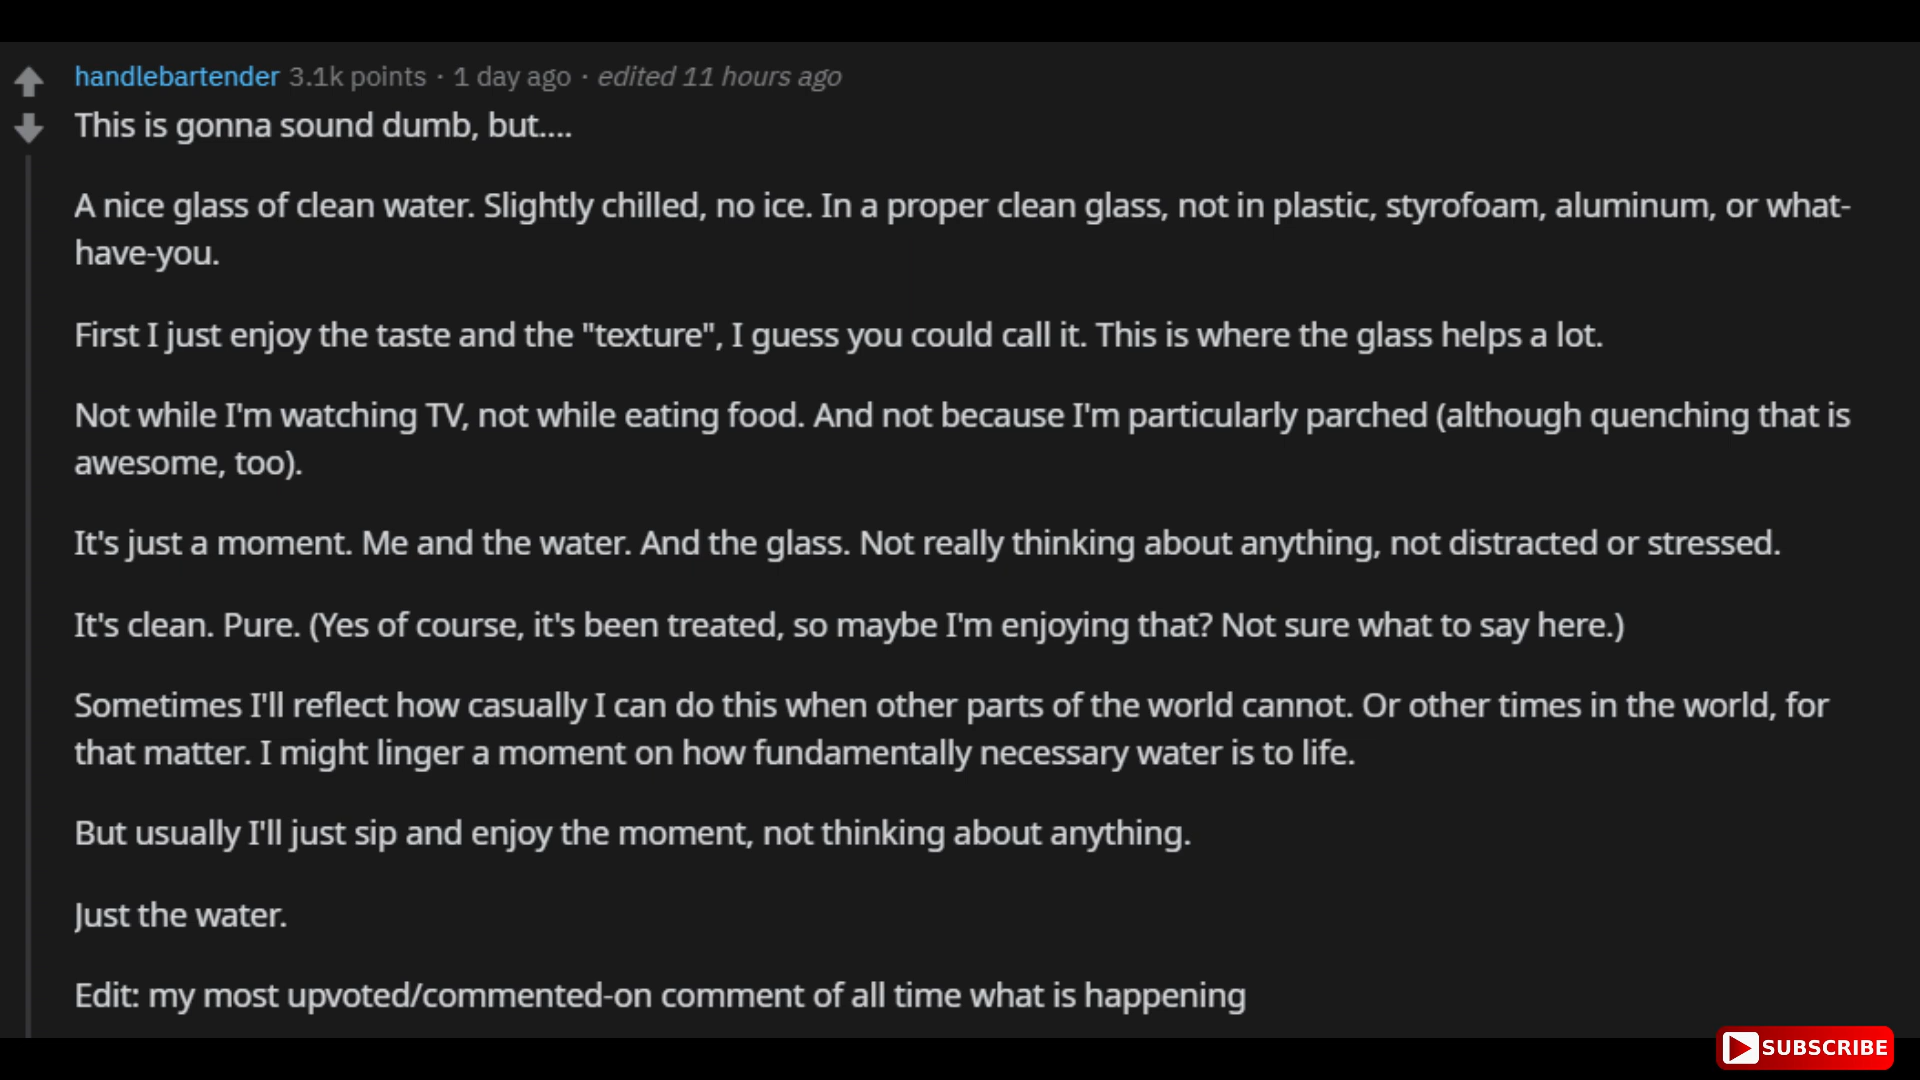 handlebartender 3.1k points · 1 day ago · edited 11 hours ago
This is gonna sound dumb, but....
A nice glass of clean water. Slightly chilled, no ice. In a proper clean glass, not in plastic, styrofoam, aluminum, or what-
have-you.
First I just enjoy the taste and the "texture", I guess you could call it. This is where the glass helps a lot.
Not while I'm watching TV, not while eating food. And not because I'm particularly parched (although quenching that is
awesome, too).
It's just a moment. Me and the water. And the glass. Not really thinking about anything, not distracted or stressed.
It's clean. Pure. (Yes of course, it's been treated, so maybe I'm enjoying that? Not sure what to say here.)
Sometimes I'll reflect how casually I can do this when other parts of the world cannot. Or other times in the world, for
that matter. I might linger a moment on how fundamentally necessary water is to life.
But usually I'll just sip and enjoy the moment, not thinking about anything.
Just the water.
Edit: my most upvoted/commented-on comment of all time what is happening
SUBSCRIBE